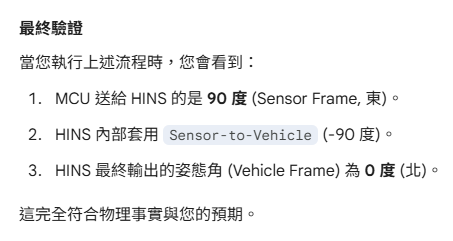 最終驗證
當您執行上述流程時，您會看到：
1. MCU 送給 HINS 的是 90 度 (Sensor Frame, 東)。
2. HINS 內部套用 Sensor-to-Vehicle (-90 度)。
3. HINS 最終輸出的姿態角 (Vehicle Frame) 為 0 度 (北)。
這完全符合物理事實與您的預期。